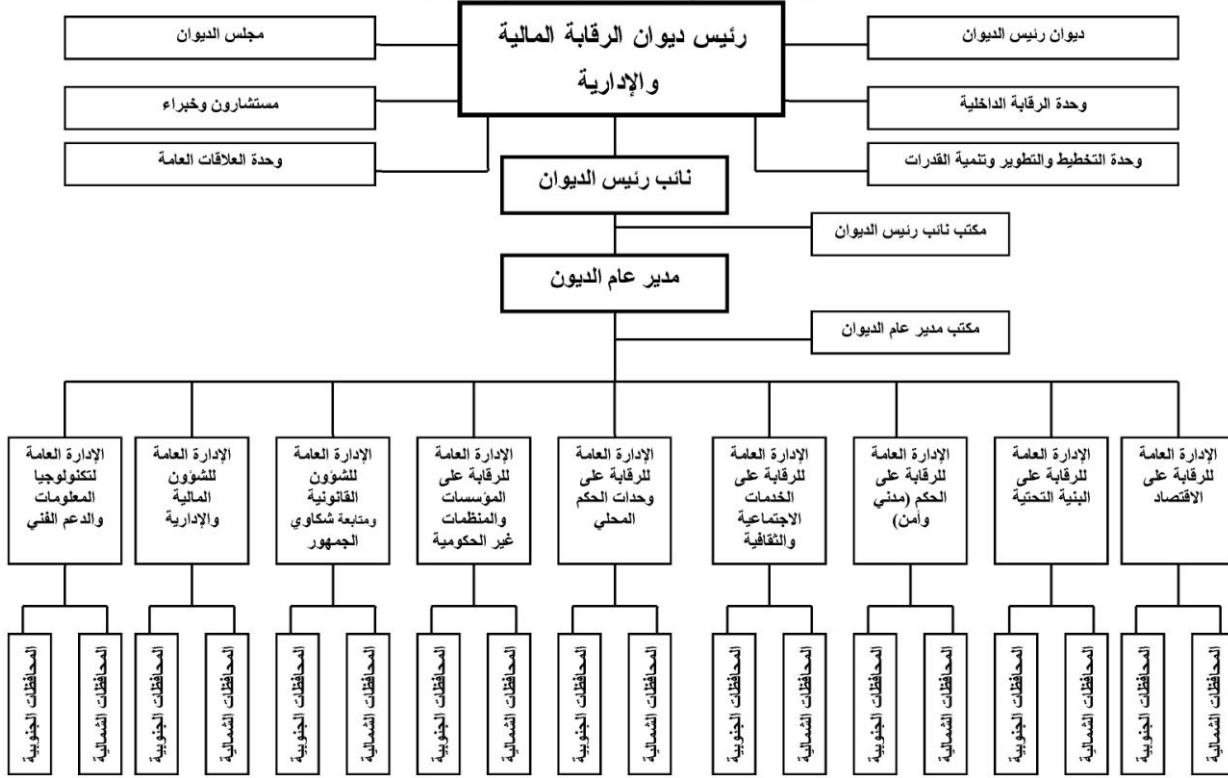 رئيس ديوان الرقابة المالية
والإدارية
ديوان رئيس الديوان
مجلس الديوان
وحدة الرقابة الداخلية
مستشارون وخبراء
وحدة التخطيط والتطوير وتنمية القدرات
وحدة العلاقات العامة
نائب رئيس الديوان
مكتب نائب رئيس الديوان
مدير عام الديون
مكتب مدير عام الديوان
الإدارة العامة
للرقابة على
الاقتصاد
الإدارة العامة
للرقابة على
البنية التحتية
الإدارة العامة
للرقابة على
الحكم (مدني
وأمن)
الإدارة العامة
للرقابة على
الخدمات
الاجتماعية
والثقافية
الإدارة العامة
للرقابة على
وحدات الحكم
المحلي
الإدارة العامة
للرقابة على
المؤسسات
والمنظمات
غير الحكومية
الإدارة العامة
للشؤون
القانونية
ومتابعة شكاوي
الجمهور
الإدارة العامة
للشؤون
المالية
والإدارية
الإدارة العامة
لتكنولوجيا
المعلومات
والدعم الفني
المحافظات الشمالية
المحافظات الجنوبية
المحافظات الشمالية
المحافظات الجنوبية
المحافظات الشمالية
المحافظات الجنوبية
المحافظات الشمالية
المحافظات الجنوبية
المحافظات الشمالية
المحافظات الجنوبية
المحافظات الشمالية
المحافظات الجنوبية
المحافظات الشمالية
المحافظات الجنوبية
المحافظات الشمالية
المحافظات الجنوبية
المحافظات الشمالية
المحافظات الجنوبية